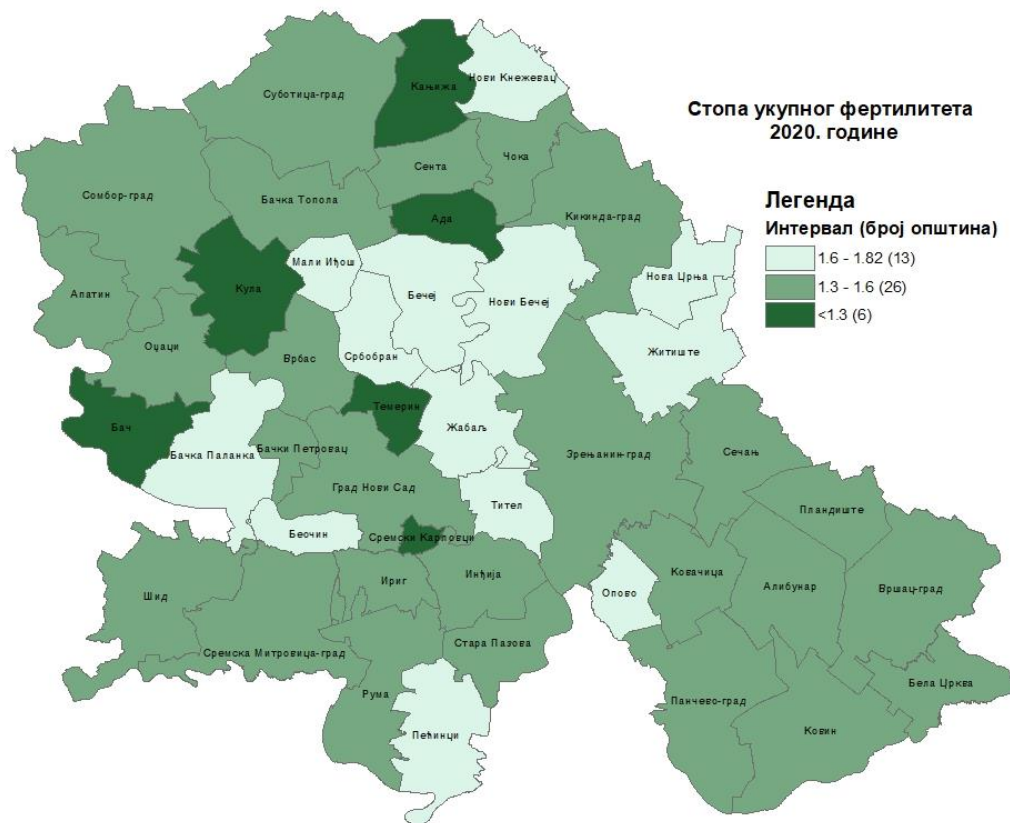 Стопа укупног фертилитета
2020. године
Легенда
Интервал (број општина)
1.6 - 1.82 (13)
1.3 - 1.6 (26)
<1.3 (6)
Кањижа
Нови Кнежевац
Суботица-град
Сента
Чока
Сомбор-град
Бачка Топола
Ада
Кикинда-град
Мали Иђош
Бечеј
Нови Бечеј
Нова Црња
Апатин
Кула
Оџаци
Врбас
Србобран
Житиште
Бач
Темерин
Жабаљ
Бачка Паланка
Бачки Петровац
Зрењанин-град
Сечањ
Град Нови Сад
Тител
Пландиште
Беочин
Сремски Карловци
Шид
Ириг
Инђија
Опово
Ковачица
Алибунар
Вршац-град
Сремска Митровица-град
Стара Пазова
Бела Црква
Рума
Панчево-град
Пећинци
Ковин